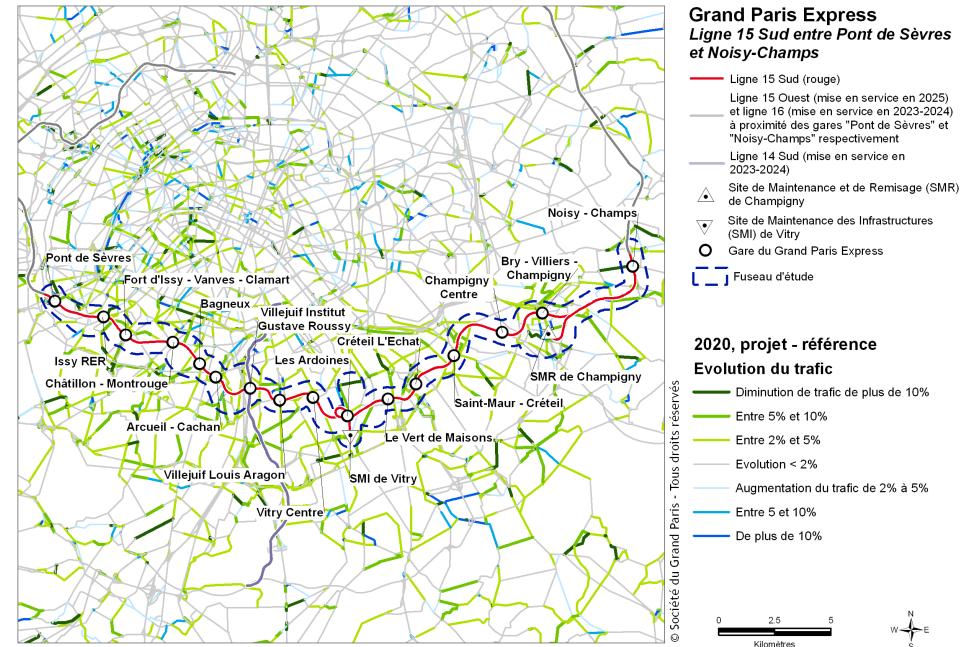 Grand Paris Express
Ligne 15 Sud entre Pont de Sèvres
et Noisy-Champs
Ligne 15 Sud (rouge)
Ligne 15 Ouest (mise en service en 2025)
et ligne 16 (mise en service en 2023-2024)
à proximité des gares "Pont de Sèvres" et
"Noisy-Champs" respectivement
Ligne 14 Sud (mise en service en
2023-2024)
Site de Maintenance et de Remisage (SMR)
de Champigny
Site de Maintenance des Infrastructures
(SMI) de Vitry
Gare du Grand Paris Express
Fuseau d'étude
2020, projet - référence
Evolution du trafic
Diminution de trafic de plus de 10%
Entre 5% et 10%
Entre 2% et 5%
Evolution < 2%
Augmentation du trafic de 2% à 5%
Entre 5 et 10%
De plus de 10%
0
2.5
5
Kilomètres
N
W
E
S
© Société du Grand Paris - Tous droits réservés
Noisy - Champs
Pont de Sèvres
Bry - Villiers -
Champigny
Fort d'Issy - Vanves - Clamart
Champigny
Centre
Bagneux
Villejuif Institut
Gustave Roussy
Créteil L'Echat
Issy RER
Les Ardoines
Châtillon - Montrouge
SMR de Champigny
Saint-Maur - Créteil
Arcueil - Cachan
Le Vert de Maisons
Villejuif Louis Aragon
SMI de Vitry
Vitry Centre